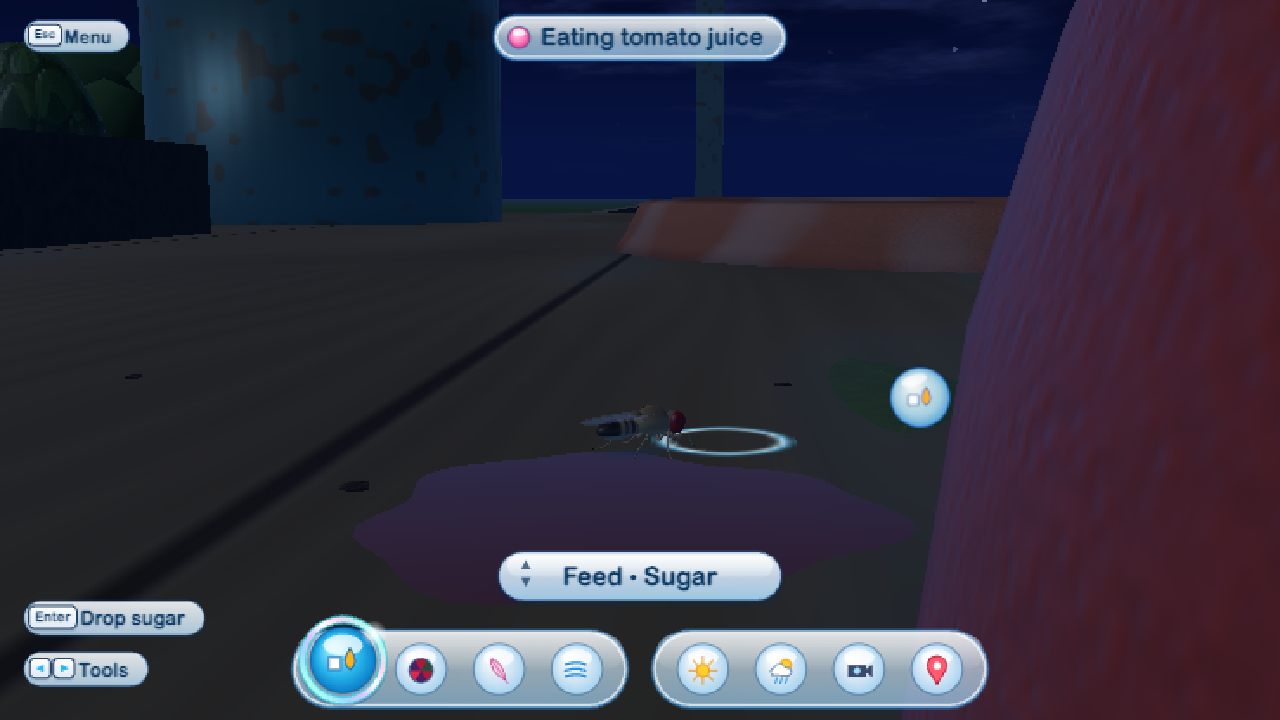 Esc Menu
Eating tomato juice
Feed · Sugar
Enter Drop sugar
Tools